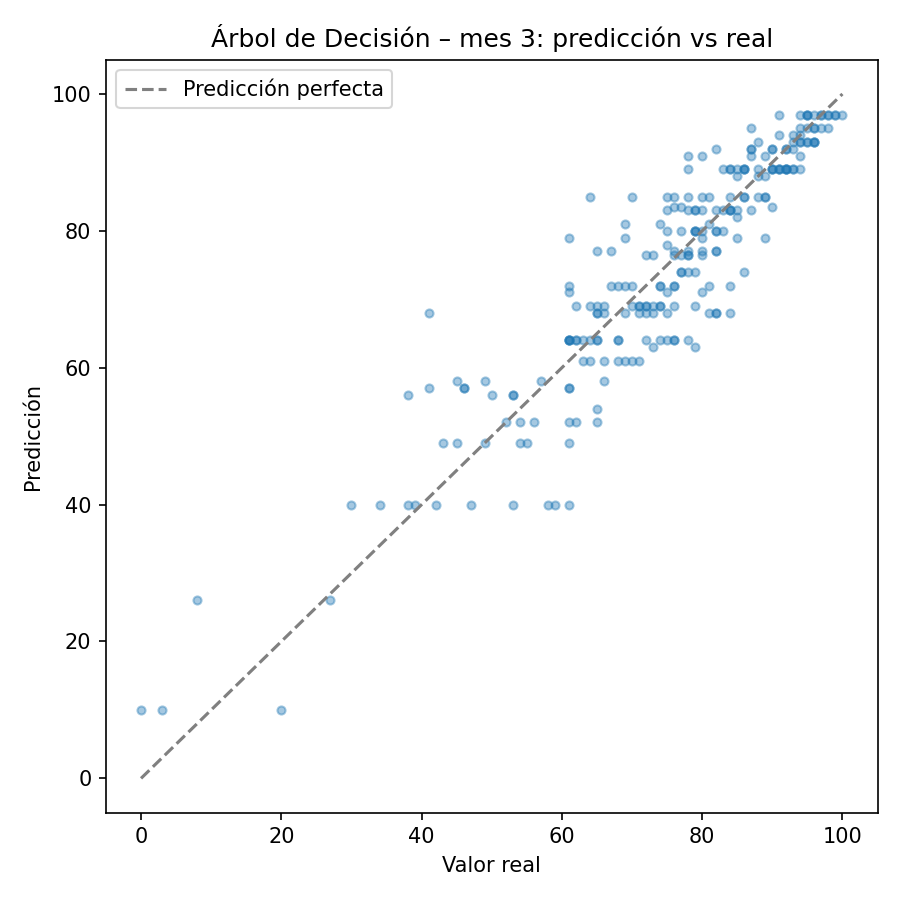 Árbol de Decisión – mes 3: predicción vs real
Predicción perfecta
100
80
60
40
20
0
Predicción
0 20 40 60 80 100
Valor real